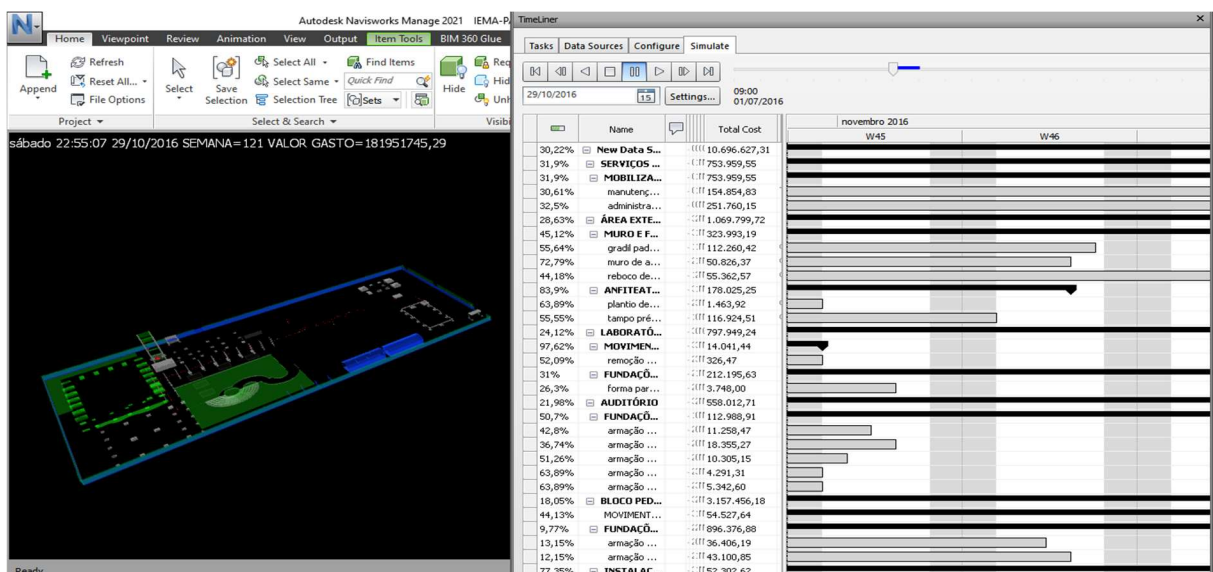 Autodesk Navisworks Manage 2021 IEMA-P
Home Viewpoint Review Animation View Output Item Tools BIM 360 Glue
Append
Refresh
Reset All...
File Options
Select
Save Selection
Select All
Select Same
Selection Tree
Find Items
Quick Find
Sets
Hide
Req
Hid
Unh
Project
Select & Search
Visibi
sábado 22:55:07 29/10/2016 SEMANA=121 VALOR GASTO=181951745,29
Ready
TimeLiner
Tasks Data Sources Configure Simulate
29/10/2016 15 Settings... 09:00 01/07/2016
Name Total Cost
novembro 2016
W45 W46
30,22% New Data S... 10.696.627,31
31,9% SERVIÇOS ... 753.959,55
31,9% MOBILIZA... 753.959,55
30,61% manutenç... 154.854,83
32,5% administra... 251.760,15
28,63% ÁREA EXTE... 1.069.799,72
45,12% MURO E F... 323.993,19
55,64% gradil pad... 112.260,42
72,79% muro de a... 50.826,37
44,18% reboco de... 55.362,57
83,9% ANFITEAT... 178.025,25
63,89% plantio de... 1.463,92
55,55% tampo pré... 116.924,51
24,12% LABORATÓ... 797.949,24
97,62% MOVIMEN... 14.041,44
52,09% remoção ... 326,47
31% FUNDAÇÕ... 212.195,63
26,3% forma par... 3.748,00
21,98% AUDITÓRIO 558.012,71
50,7% FUNDAÇÕ... 112.988,91
42,8% armação ... 11.258,47
36,74% armação ... 18.355,27
51,26% armação ... 10.305,15
63,89% armação ... 4.291,31
63,89% armação ... 5.342,60
18,05% BLOCO PED... 3.157.456,18
44,13% MOVIMENT... 54.527,64
9,77% FUNDAÇÕ... 896.376,88
13,15% armação ... 36.406,19
12,15% armação ... 43.100,85
77,35% INSTALAC... 52.302,62